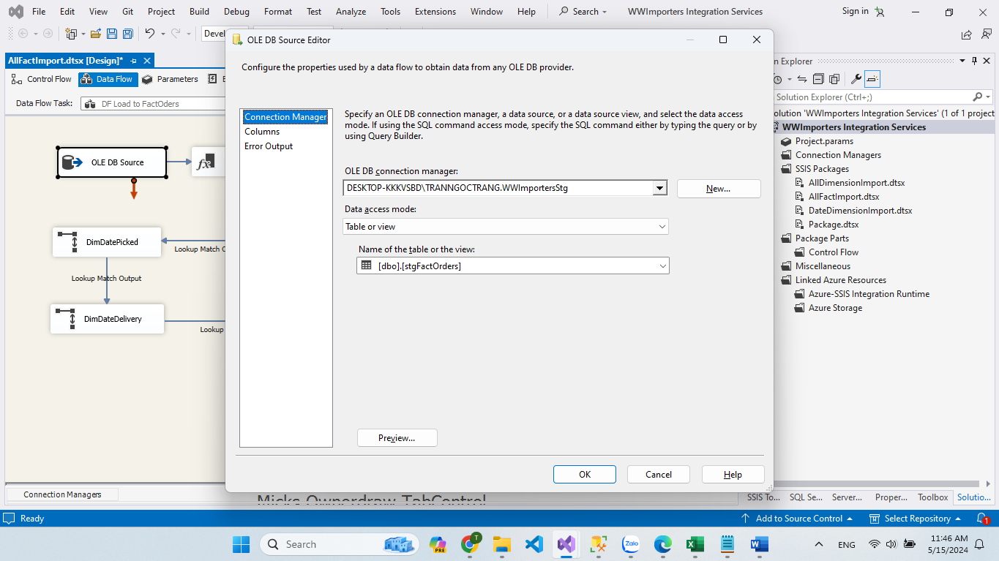 File Edit View Git Project Build Debug Format Test Analyze Tools Extensions Window Help Search WWImporters Integration Services Sign in
OLE DB Source Editor
AllFactImport.dtsx [Design]*
Control Flow Data Flow Parameters
Data Flow Task: DF Load to FactOders
Configure the properties used by a data flow to obtain data from any OLE DB provider.
Connection Manager
Columns
Error Output
Specify an OLE DB connection manager, a data source, or a data source view, and select the data access
mode. If using the SQL command access mode, specify the SQL command either by typing the query or by
using Query Builder.
OLE DB connection manager:
DESKTOP-KKKVSBD\TRANNGOCTRANG.WWImportersStg
New...
Data access mode:
Table or view
Name of the table or the view:
[dbo].[stgFactOrders]
Preview...
OK Cancel Help
OLE DB Source
fx
DimDatePicked
Lookup Match O
Lookup Match Output
DimDateDelivery
Lookup
Connection Managers
Micks Ownerdraw TabControl
n Explorer
Solution Explorer (Ctrl+;)
olution 'WWImporters Integration Services' (1 of 1 project
WWImporters Integration Services
Project.params
Connection Managers
SSIS Packages
AllDimensionImport.dtsx
AllFactImport.dtsx
DateDimensionImport.dtsx
Package.dtsx
Package Parts
Control Flow
Miscellaneous
Linked Azure Resources
Azure-SSIS Integration Runtime
Azure Storage
SSIS To... SQL Se... Server... Proper... Toolbox Solutio...
Ready
Add to Source Control Select Repository 1
Search
PRE
T
Zalo
ENG
11:46 AM
5/15/2024